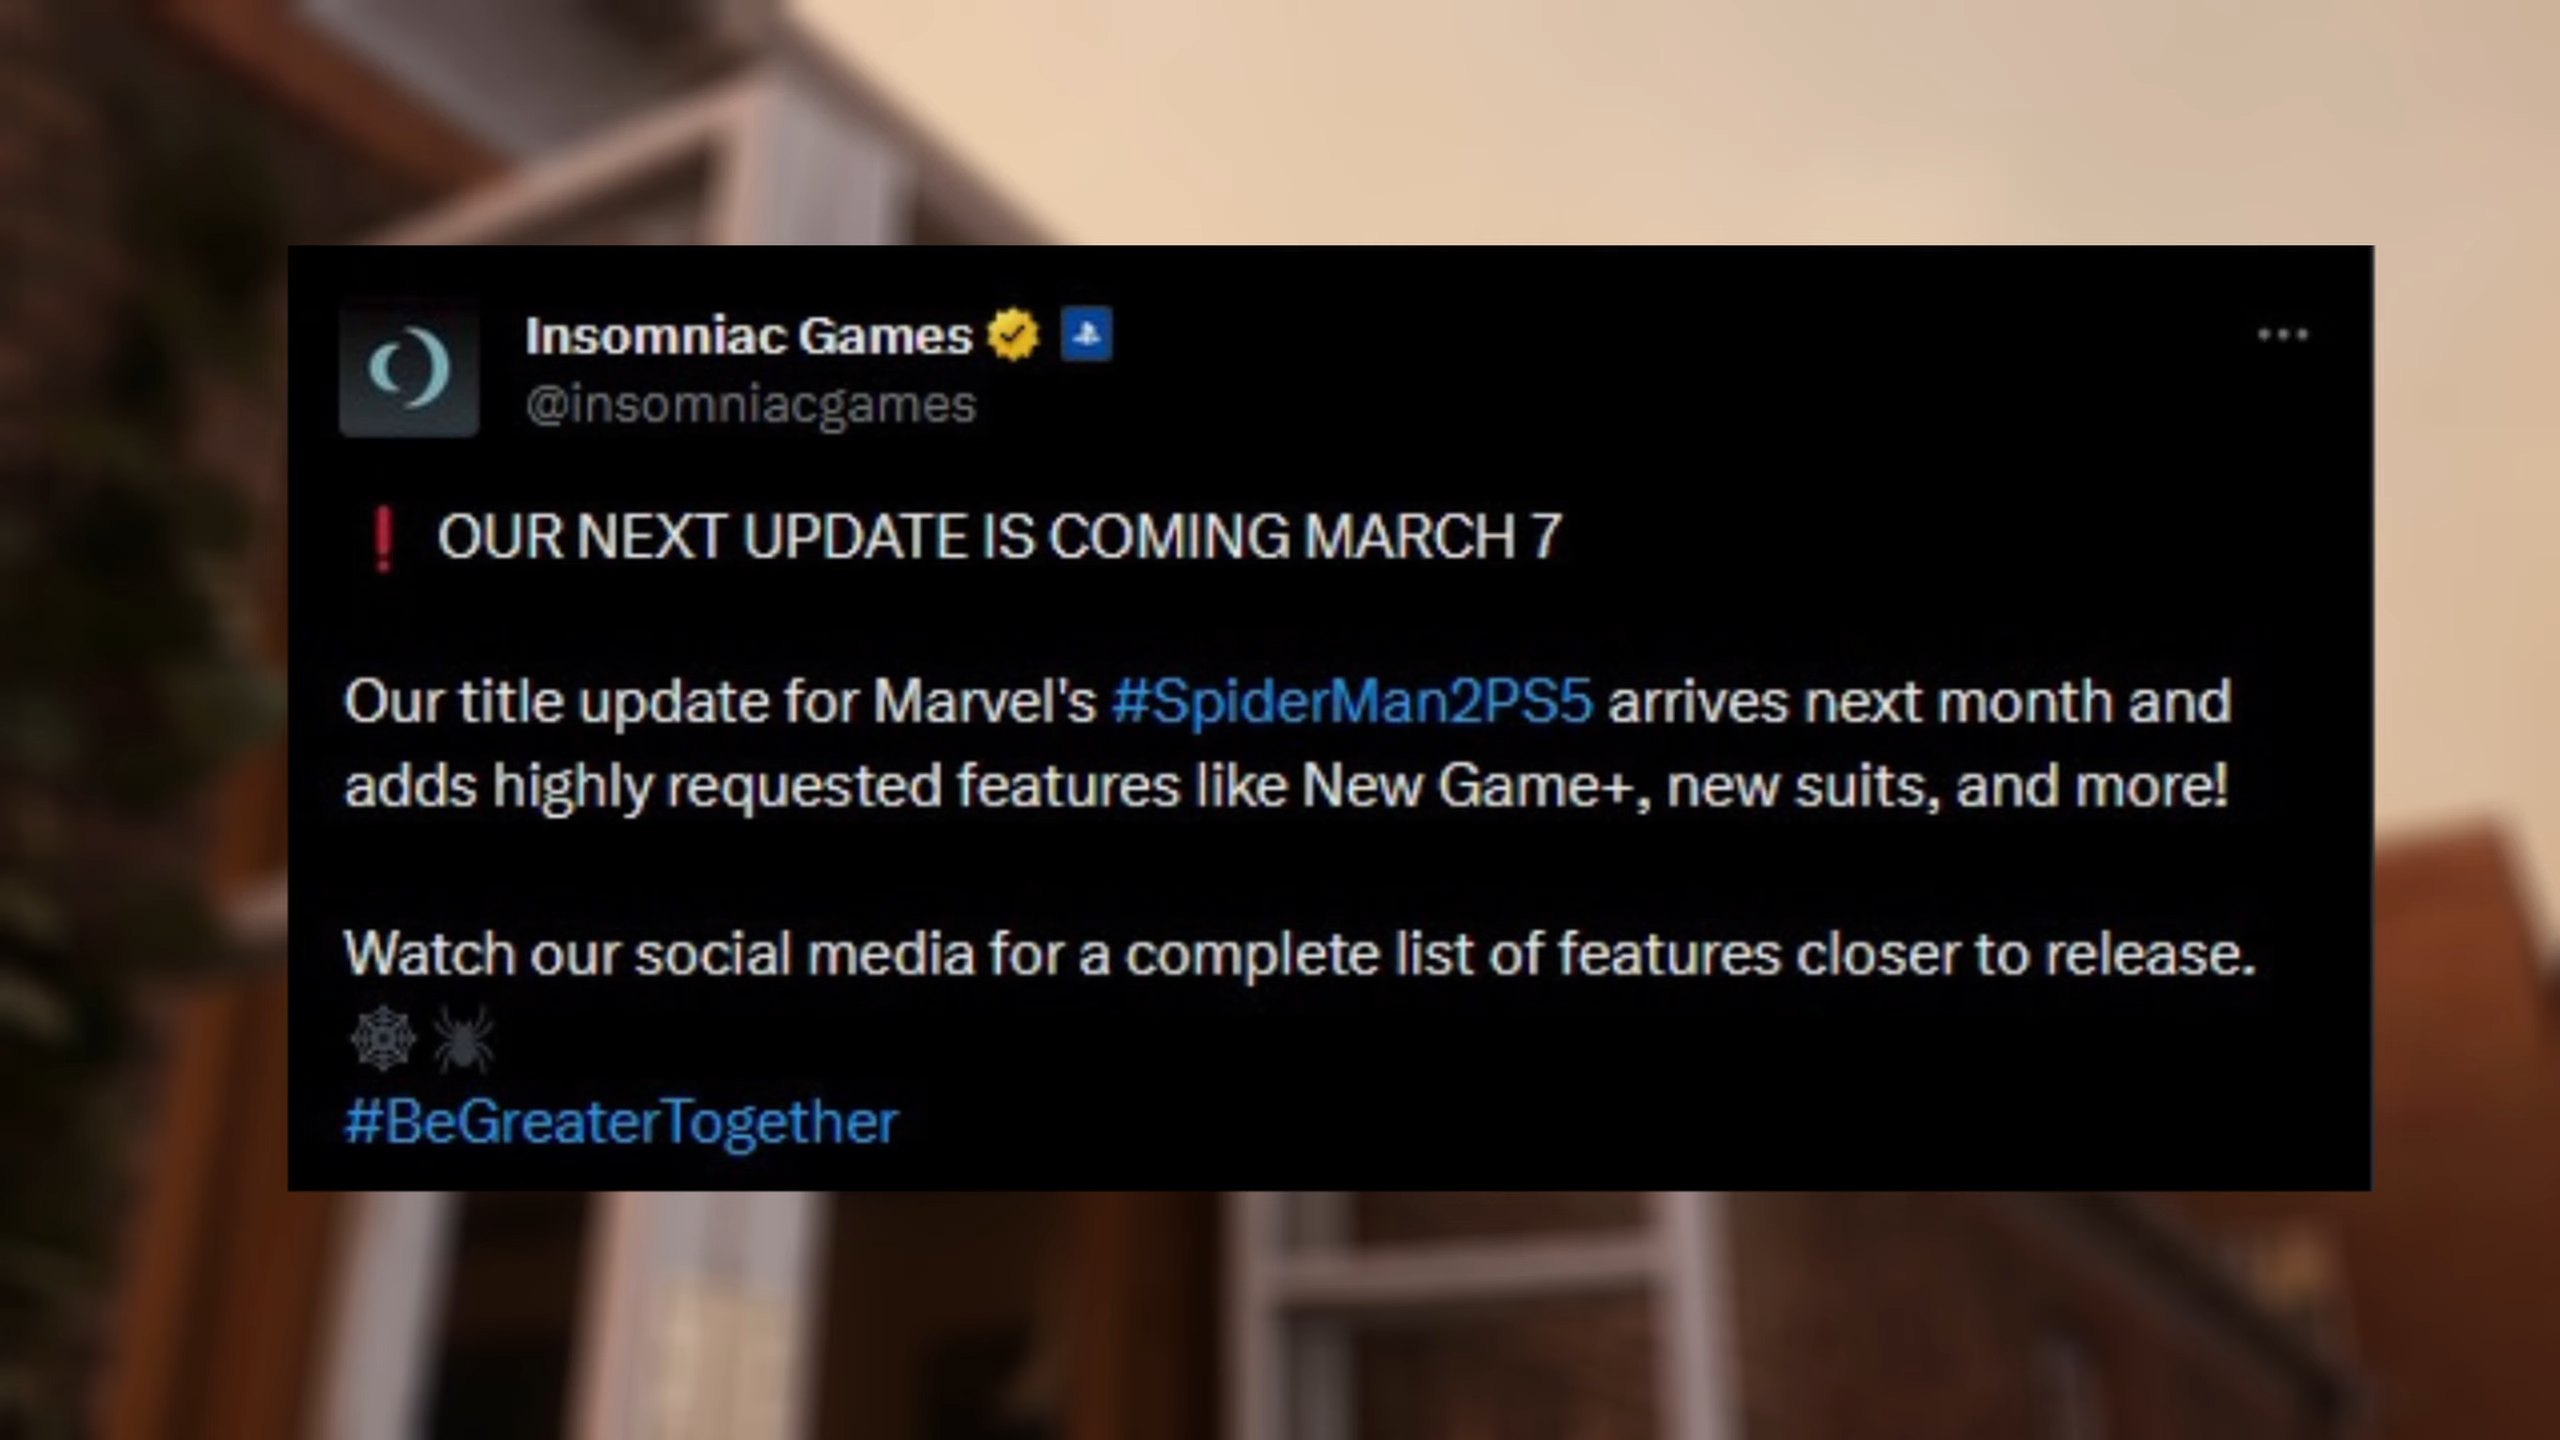 Insomniac Games
@insomniacgames
❗ OUR NEXT UPDATE IS COMING MARCH 7
Our title update for Marvel's #SpiderMan2PS5 arrives next month and
adds highly requested features like New Game+, new suits, and more!
Watch our social media for a complete list of features closer to release.
🕸️🕷️
#BeGreaterTogether